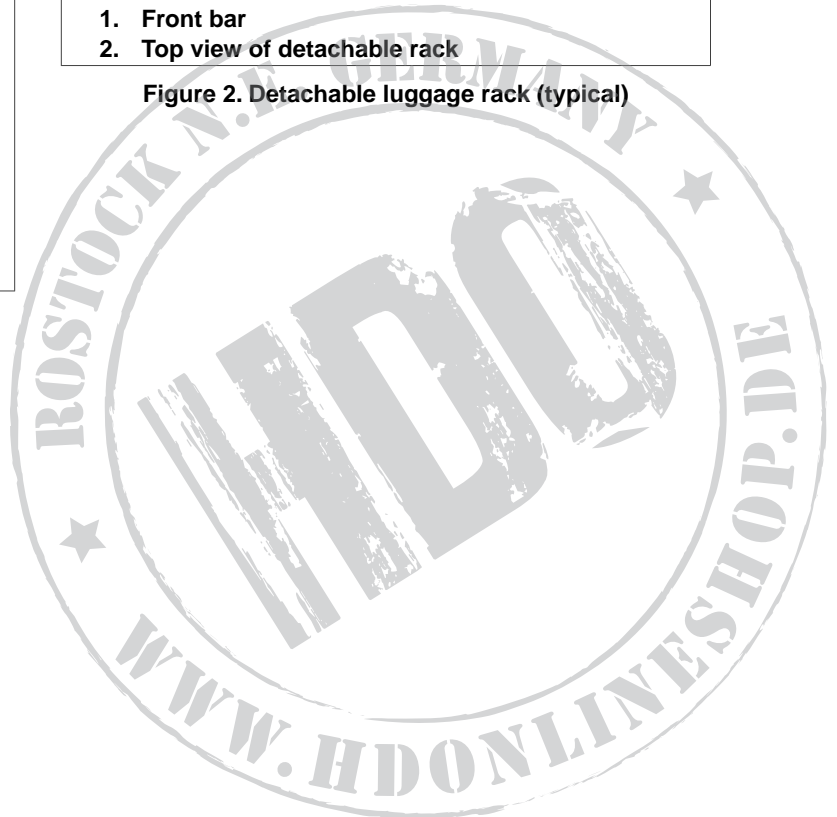 1. Front bar
2. Top view of detachable rack
Figure 2. Detachable luggage rack (typical)
ROSTOCK N.E. GERMANY
HDO
WWW.HDONLINESHOP.DE